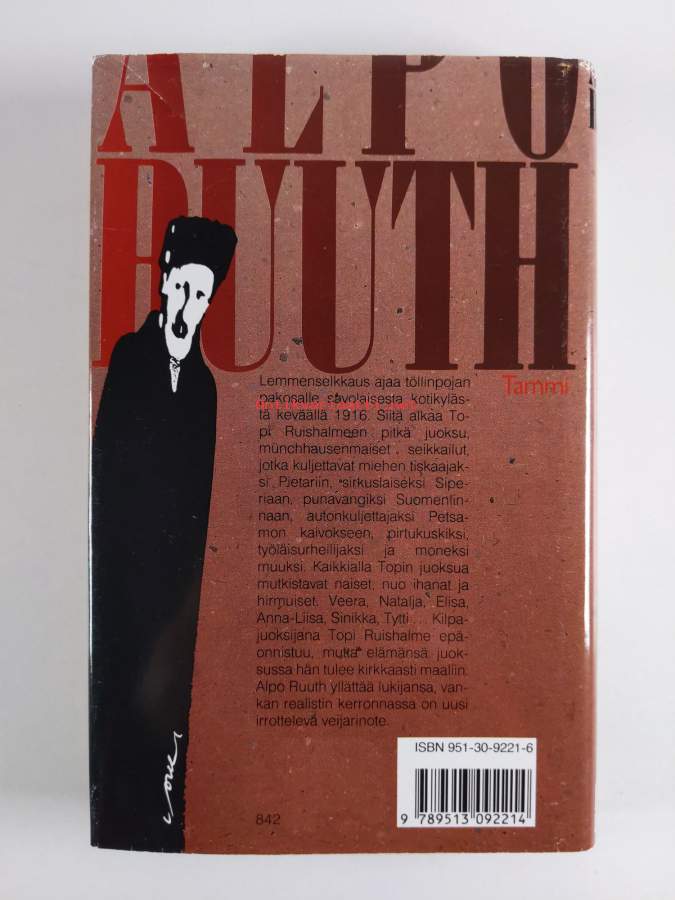 ALPO
RUUTH
Tammi
Lemmenselkkaus ajaa töllinpojan
pakosalle savolaisesta kotikyläs-
tä keväällä 1916. Siitä alkaa To-
pi Ruishalmeen pitkä juoksu,
münchhausenmaiset seikkailut,
jotka kuljettavat miehen tiskaajak-
si Pietariin, sirkuslaiseksi Sipe-
riaan, punavangiksi Suomenlin-
naan, autonkuljettajaksi Petsa-
mon kaivokseen, pirtukuskiksi,
työläisurheilijaksi ja moneksi
muuksi. Kaikkialla Topin juoksua
mutkistavat naiset, nuo ihanat ja
hirmuiset. Veera, Natalja, Elisa,
Anna-Liisa, Sinikka, Tytti ... Kilpa-
juoksijana Topi Ruishalme epä-
onnistuu, mutta elämänsä juok-
sussa hän tulee kirkkaasti maaliin.
Alpo Ruuth yllättää lukijansa, van-
kan realistin kerronnassa on uusi
irrotteleva veijarinote.
ISBN 951-30-9221-6
9 789513 092214
842